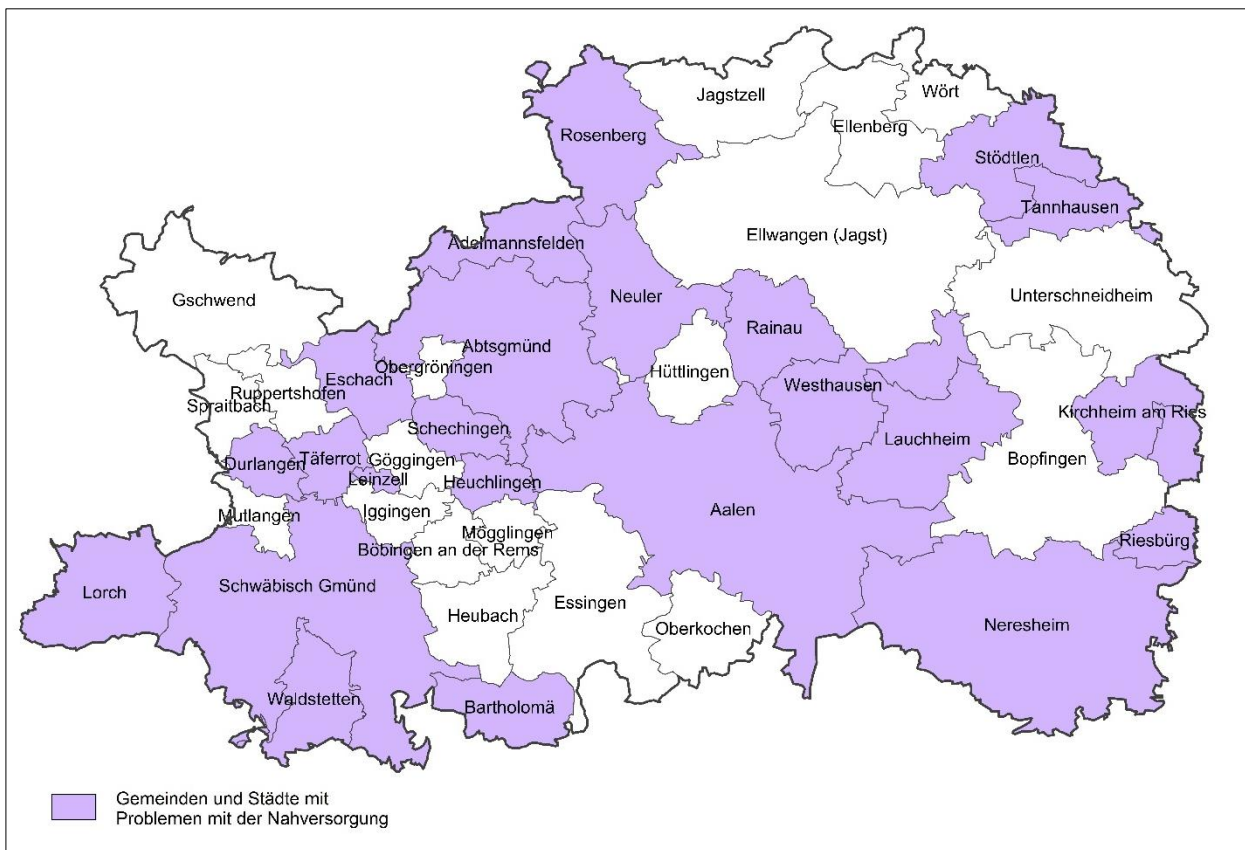 Jagstzell
Wört
Ellenberg
Rosenberg
Stödtlen
Tannhausen
Adelmannsfelden
Ellwangen (Jagst)
Gschwend
Neuler
Unterschneidheim
Rainau
Abtsgmünd
Obergröningen
Hüttlingen
Eschach
Westhausen
Ruppertshofen
Spraitbach
Kirchheim am Ries
Schechingen
Lauchheim
Täferrot
Göggingen
Bopfingen
Durlangen
Leinzell
Heuchlingen
Aalen
Iggingen
Mutlangen
Mögglingen
Riesbürg
Böbingen an der Rems
Schwäbisch Gmünd
Lorch
Essingen
Heubach
Neresheim
Oberkochen
Waldstetten
Bartholomä
Gemeinden und Städte mit
Problemen mit der Nahversorgung